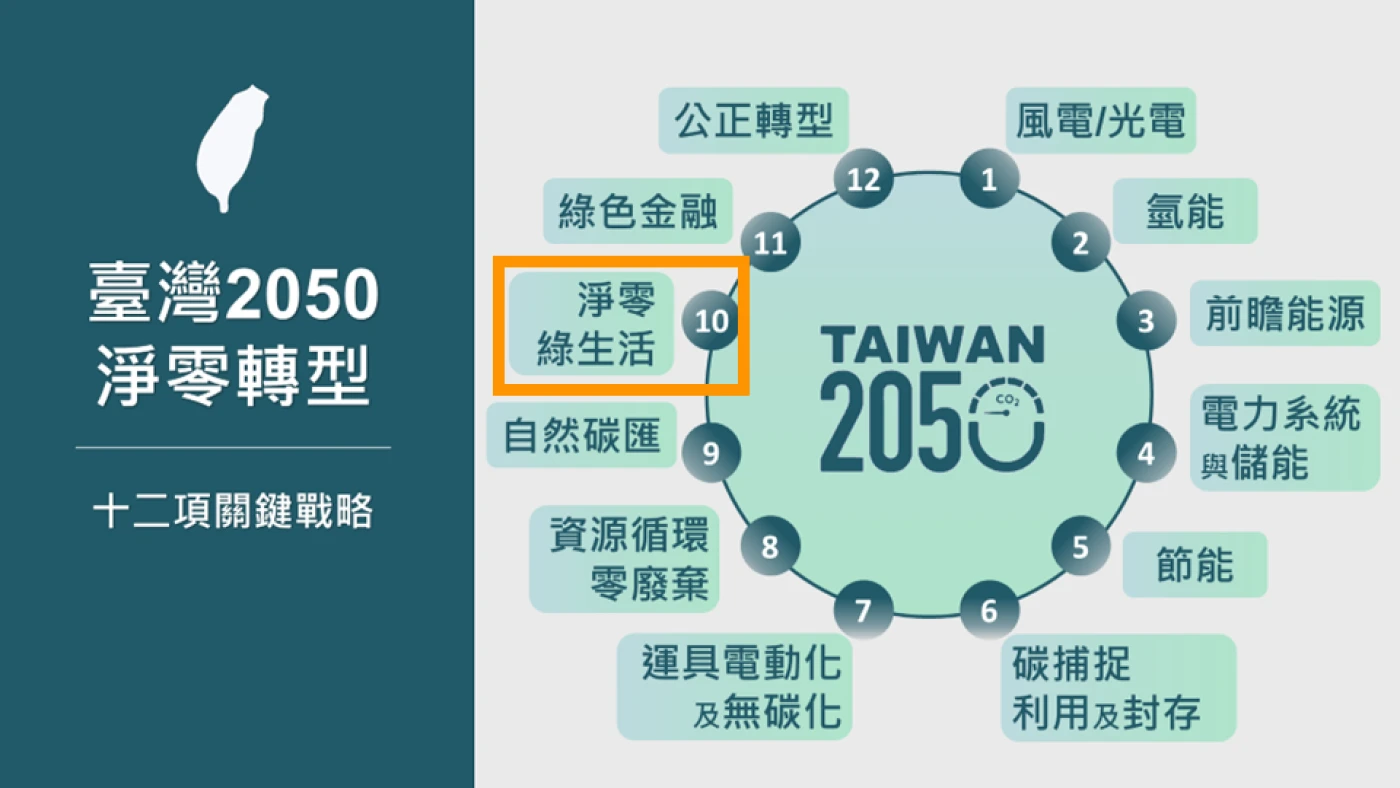 臺灣2050
淨零轉型
十二項關鍵戰略
TAIWAN
2050
CO₂
1
風電/光電
2
氫能
3
前瞻能源
4
電力系統
與儲能
5
節能
6
碳捕捉
利用及封存
7
運具電動化
及無碳化
8
資源循環
零廢棄
9
自然碳匯
10
淨零
綠生活
11
綠色金融
12
公正轉型